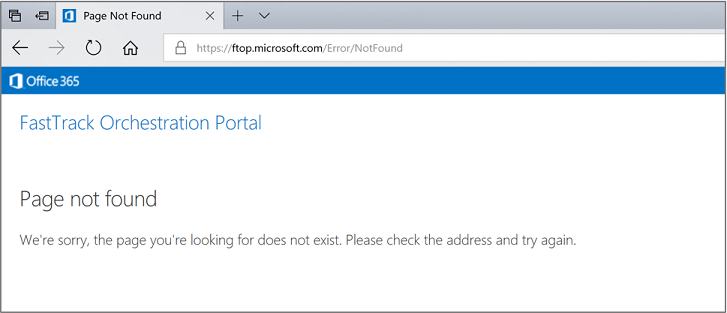 Page Not Found
https://ftop.microsoft.com/Error/NotFound
Office 365
FastTrack Orchestration Portal
Page not found
We're sorry, the page you're looking for does not exist. Please check the address and try again.